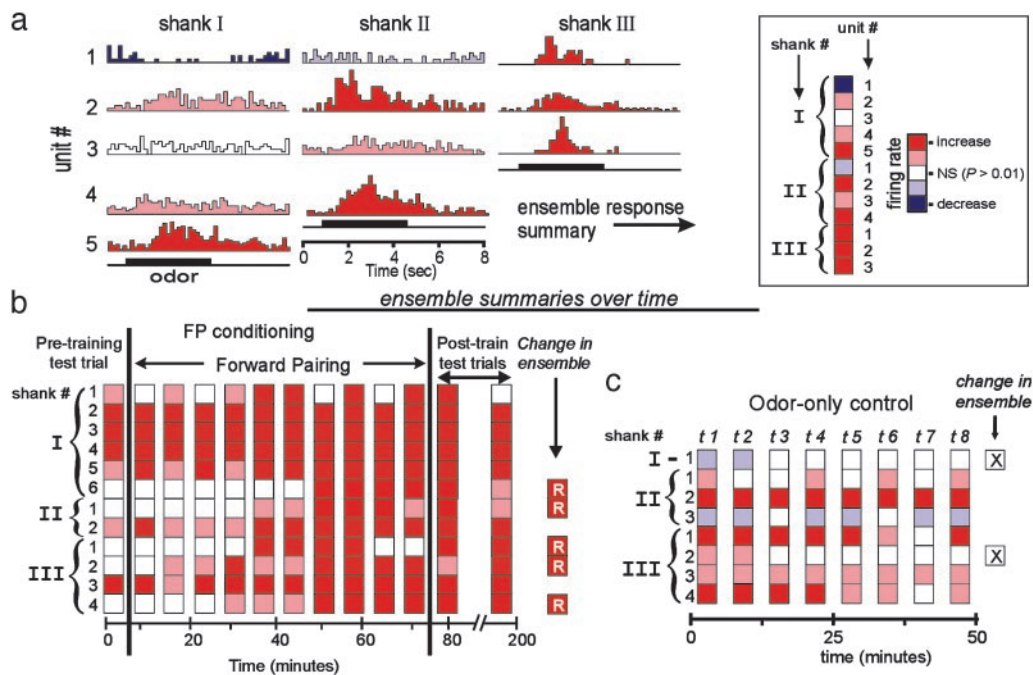 a
shank I
shank II
shank III
unit #
1
2
3
4
5
odor
0 2 4 6 8
Time (sec)
ensemble response
summary
unit #
shank #
I
II
III
1
2
3
4
5
1
2
3
4
1
2
3
firing rate
increase
NS (P > 0.01)
decrease
ensemble summaries over time
b
FP conditioning
Pre-training
test trial
Forward Pairing
Post-train
test trials
Change in
ensemble
shank #
I
II
III
1
2
3
4
5
6
1
2
1
2
3
4
R
R
R
R
R
0 20 40 60 80 200
Time (minutes)
c
Odor-only control
change in
ensemble
shank #
t 1 t 2 t 3 t 4 t 5 t 6 t 7 t 8
I - 1
II
III
1
2
3
1
2
3
4
X
X
0 25 50
time (minutes)